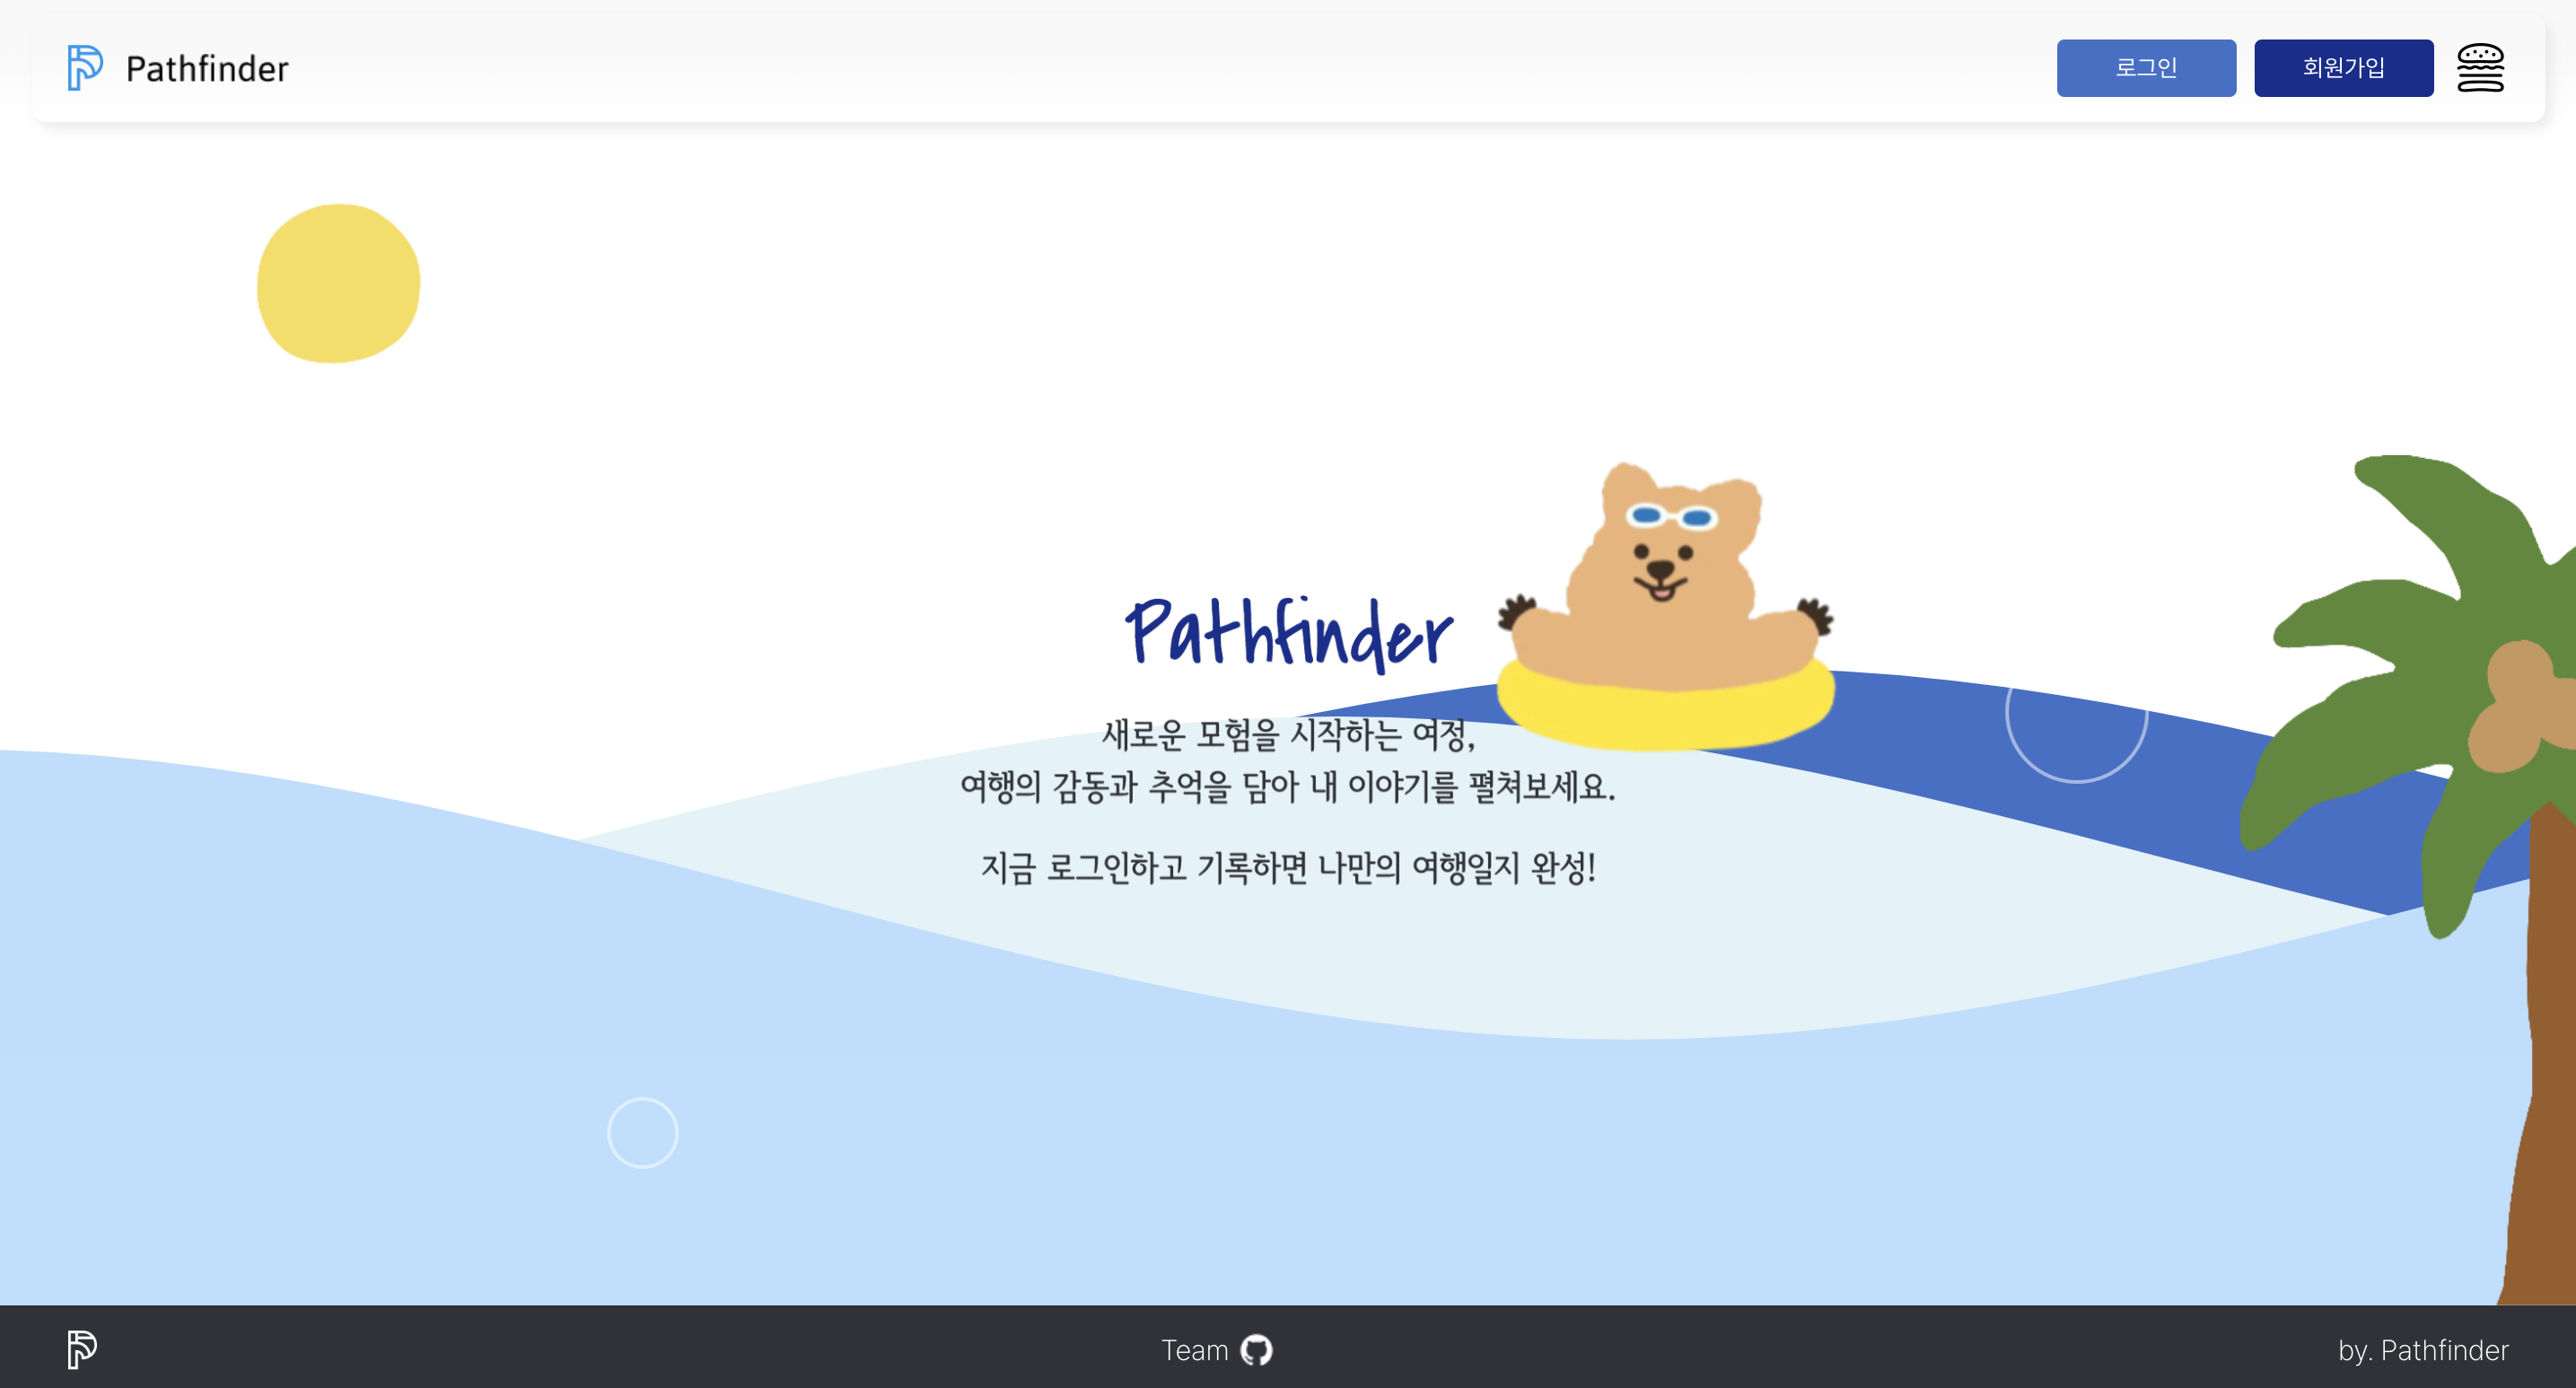 Pathfinder
로그인
회원가입
Pathfinder
새로운 모험을 시작하는 여정,
여행의 감동과 추억을 담아 내 이야기를 펼쳐보세요.
지금 로그인하고 기록하면 나만의 여행일지 완성!
Team
by. Pathfinder